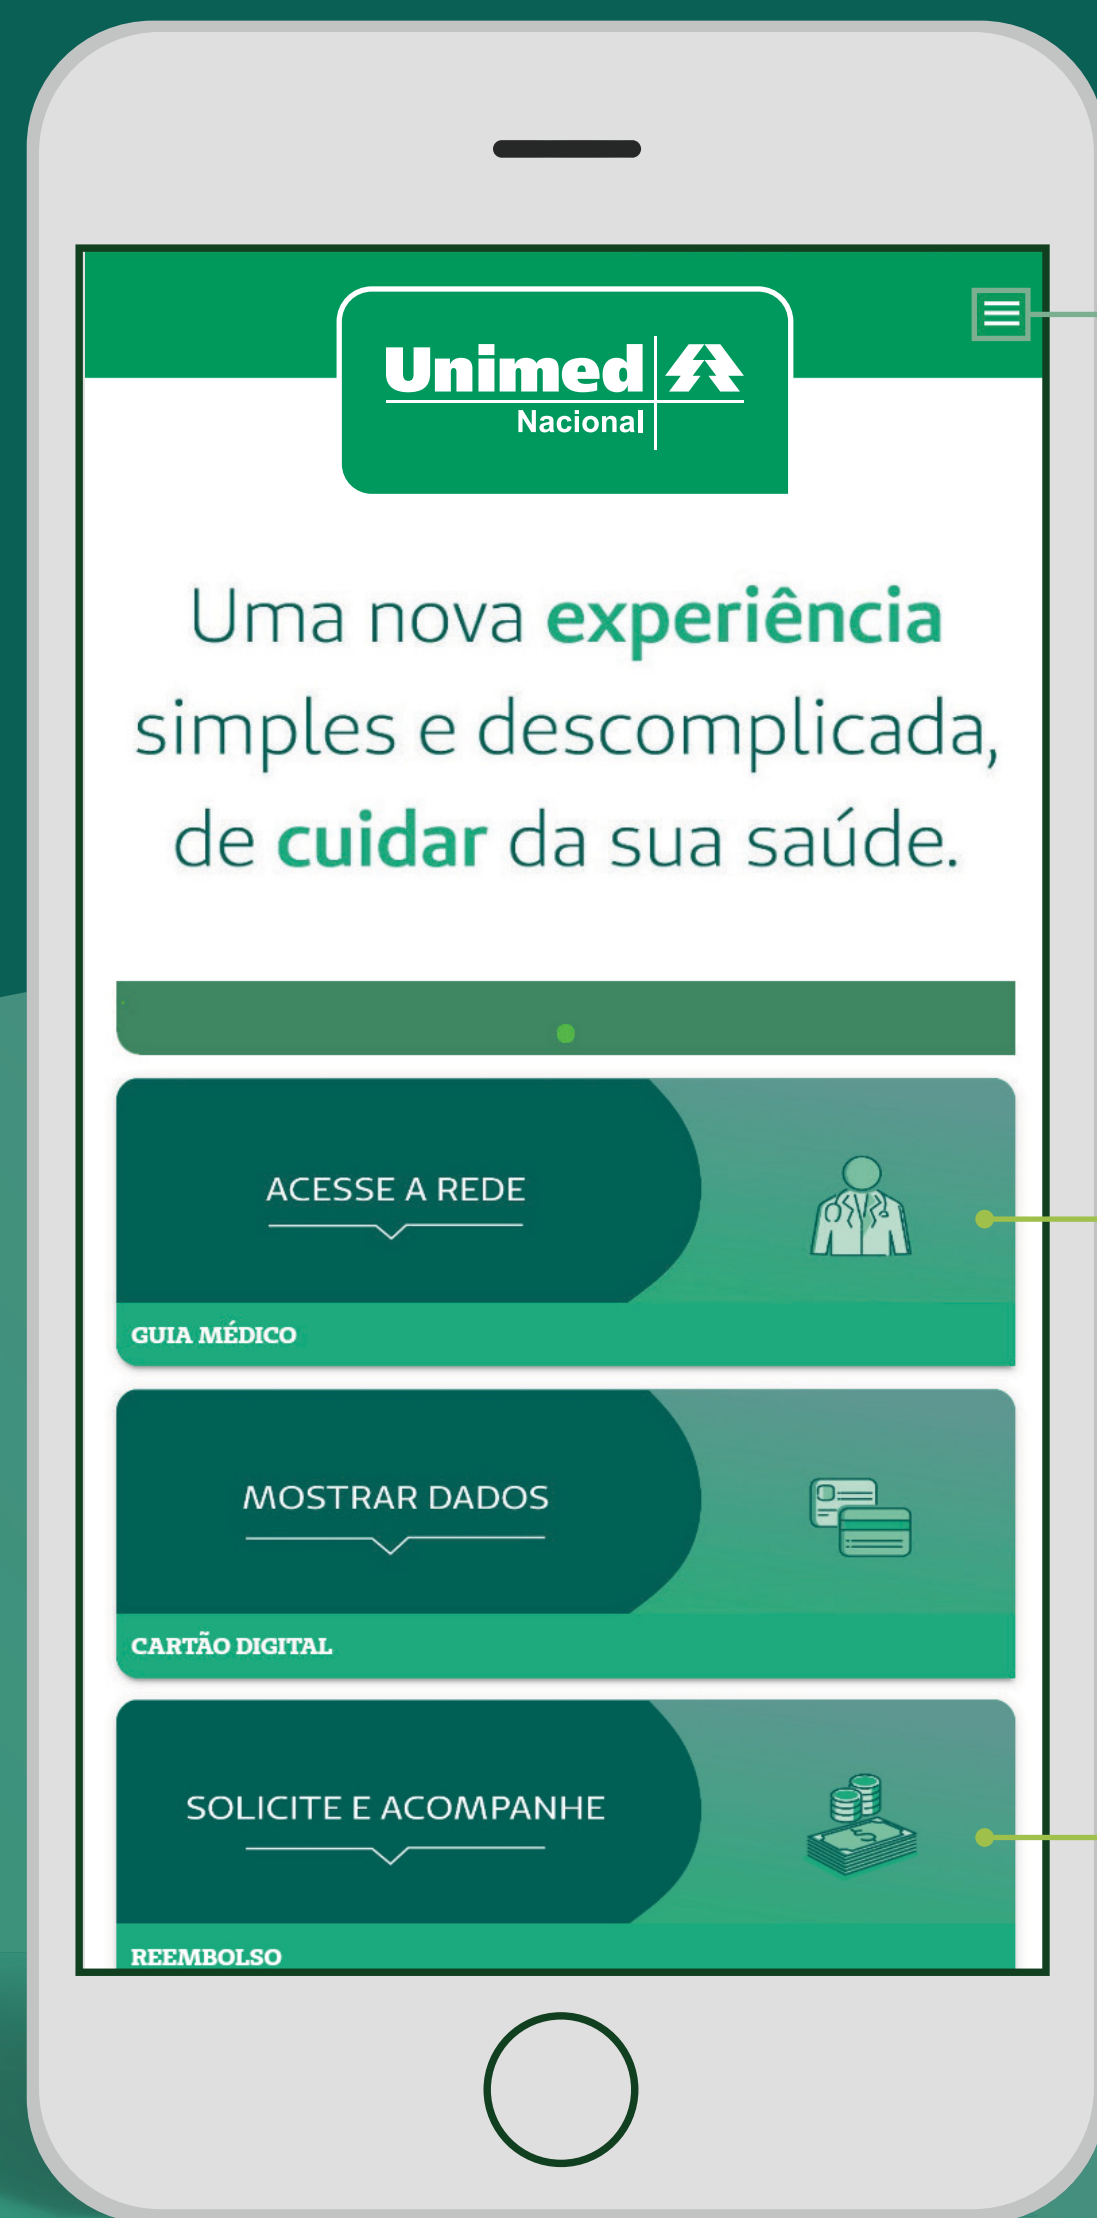 Unimed
Nacional
Uma nova experiência
simples e descomplicada,
de cuidar da sua saúde.
ACESSE A REDE
GUIA MÉDICO
MOSTRAR DADOS
CARTÃO DIGITAL
SOLICITE E ACOMPANHE
REEMBOLSO